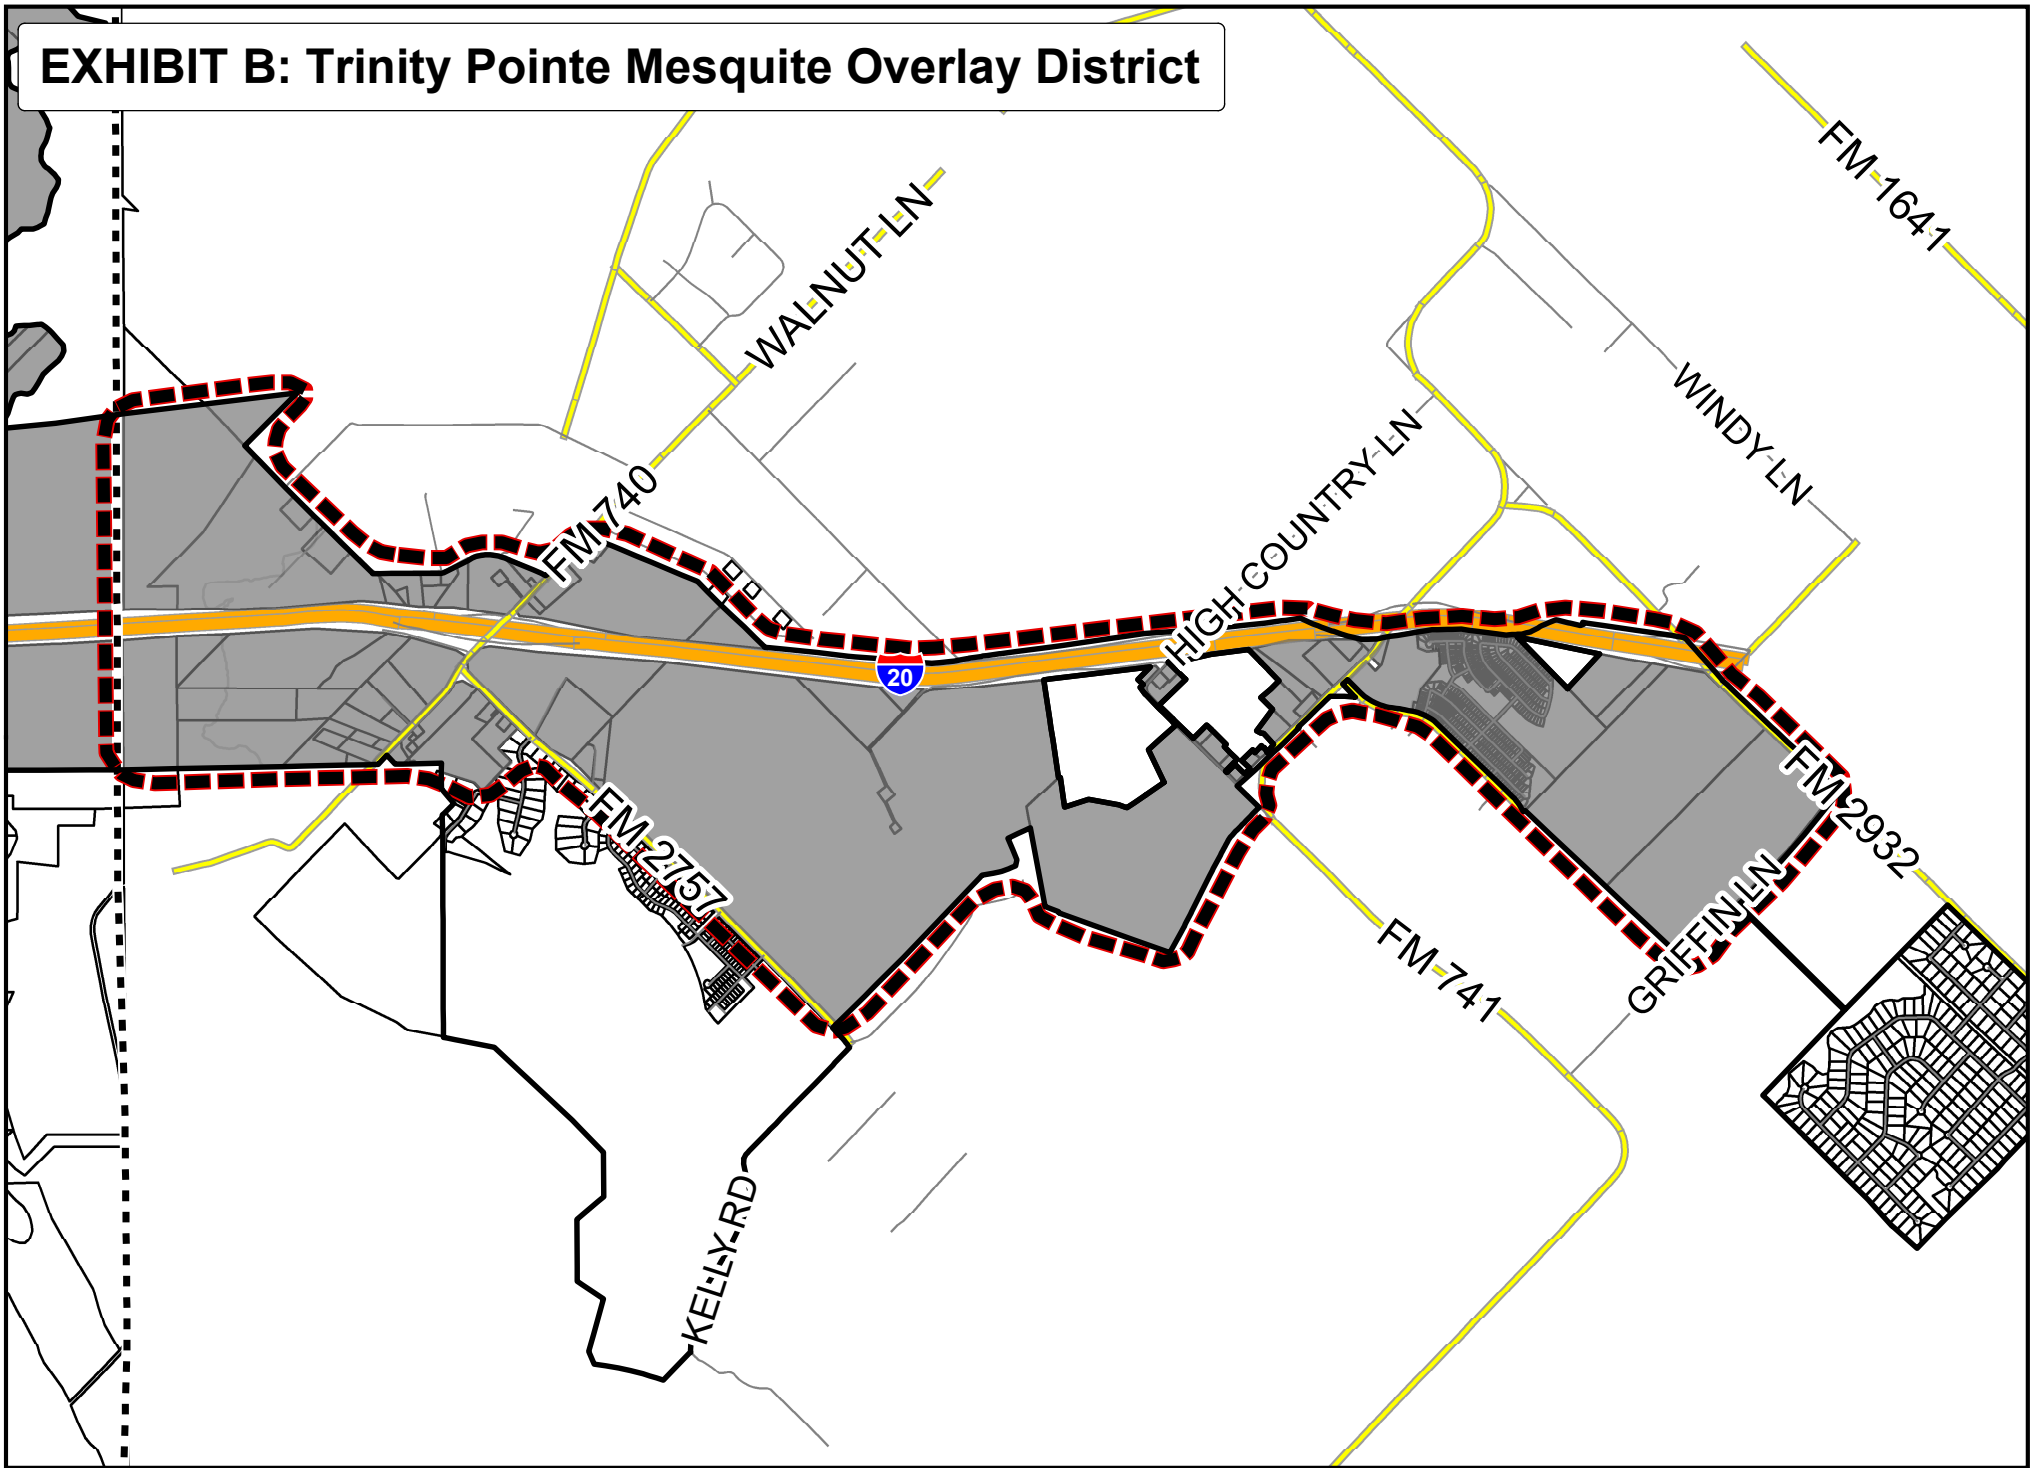 EXHIBIT B: Trinity Pointe Mesquite Overlay District
FM 1641
WALNUT LN
WINDY LN
HIGH COUNTRY LN
FM 740
20
FM 2932
FM 2757
GRIFFIN LN
FM 741
KELLY RD